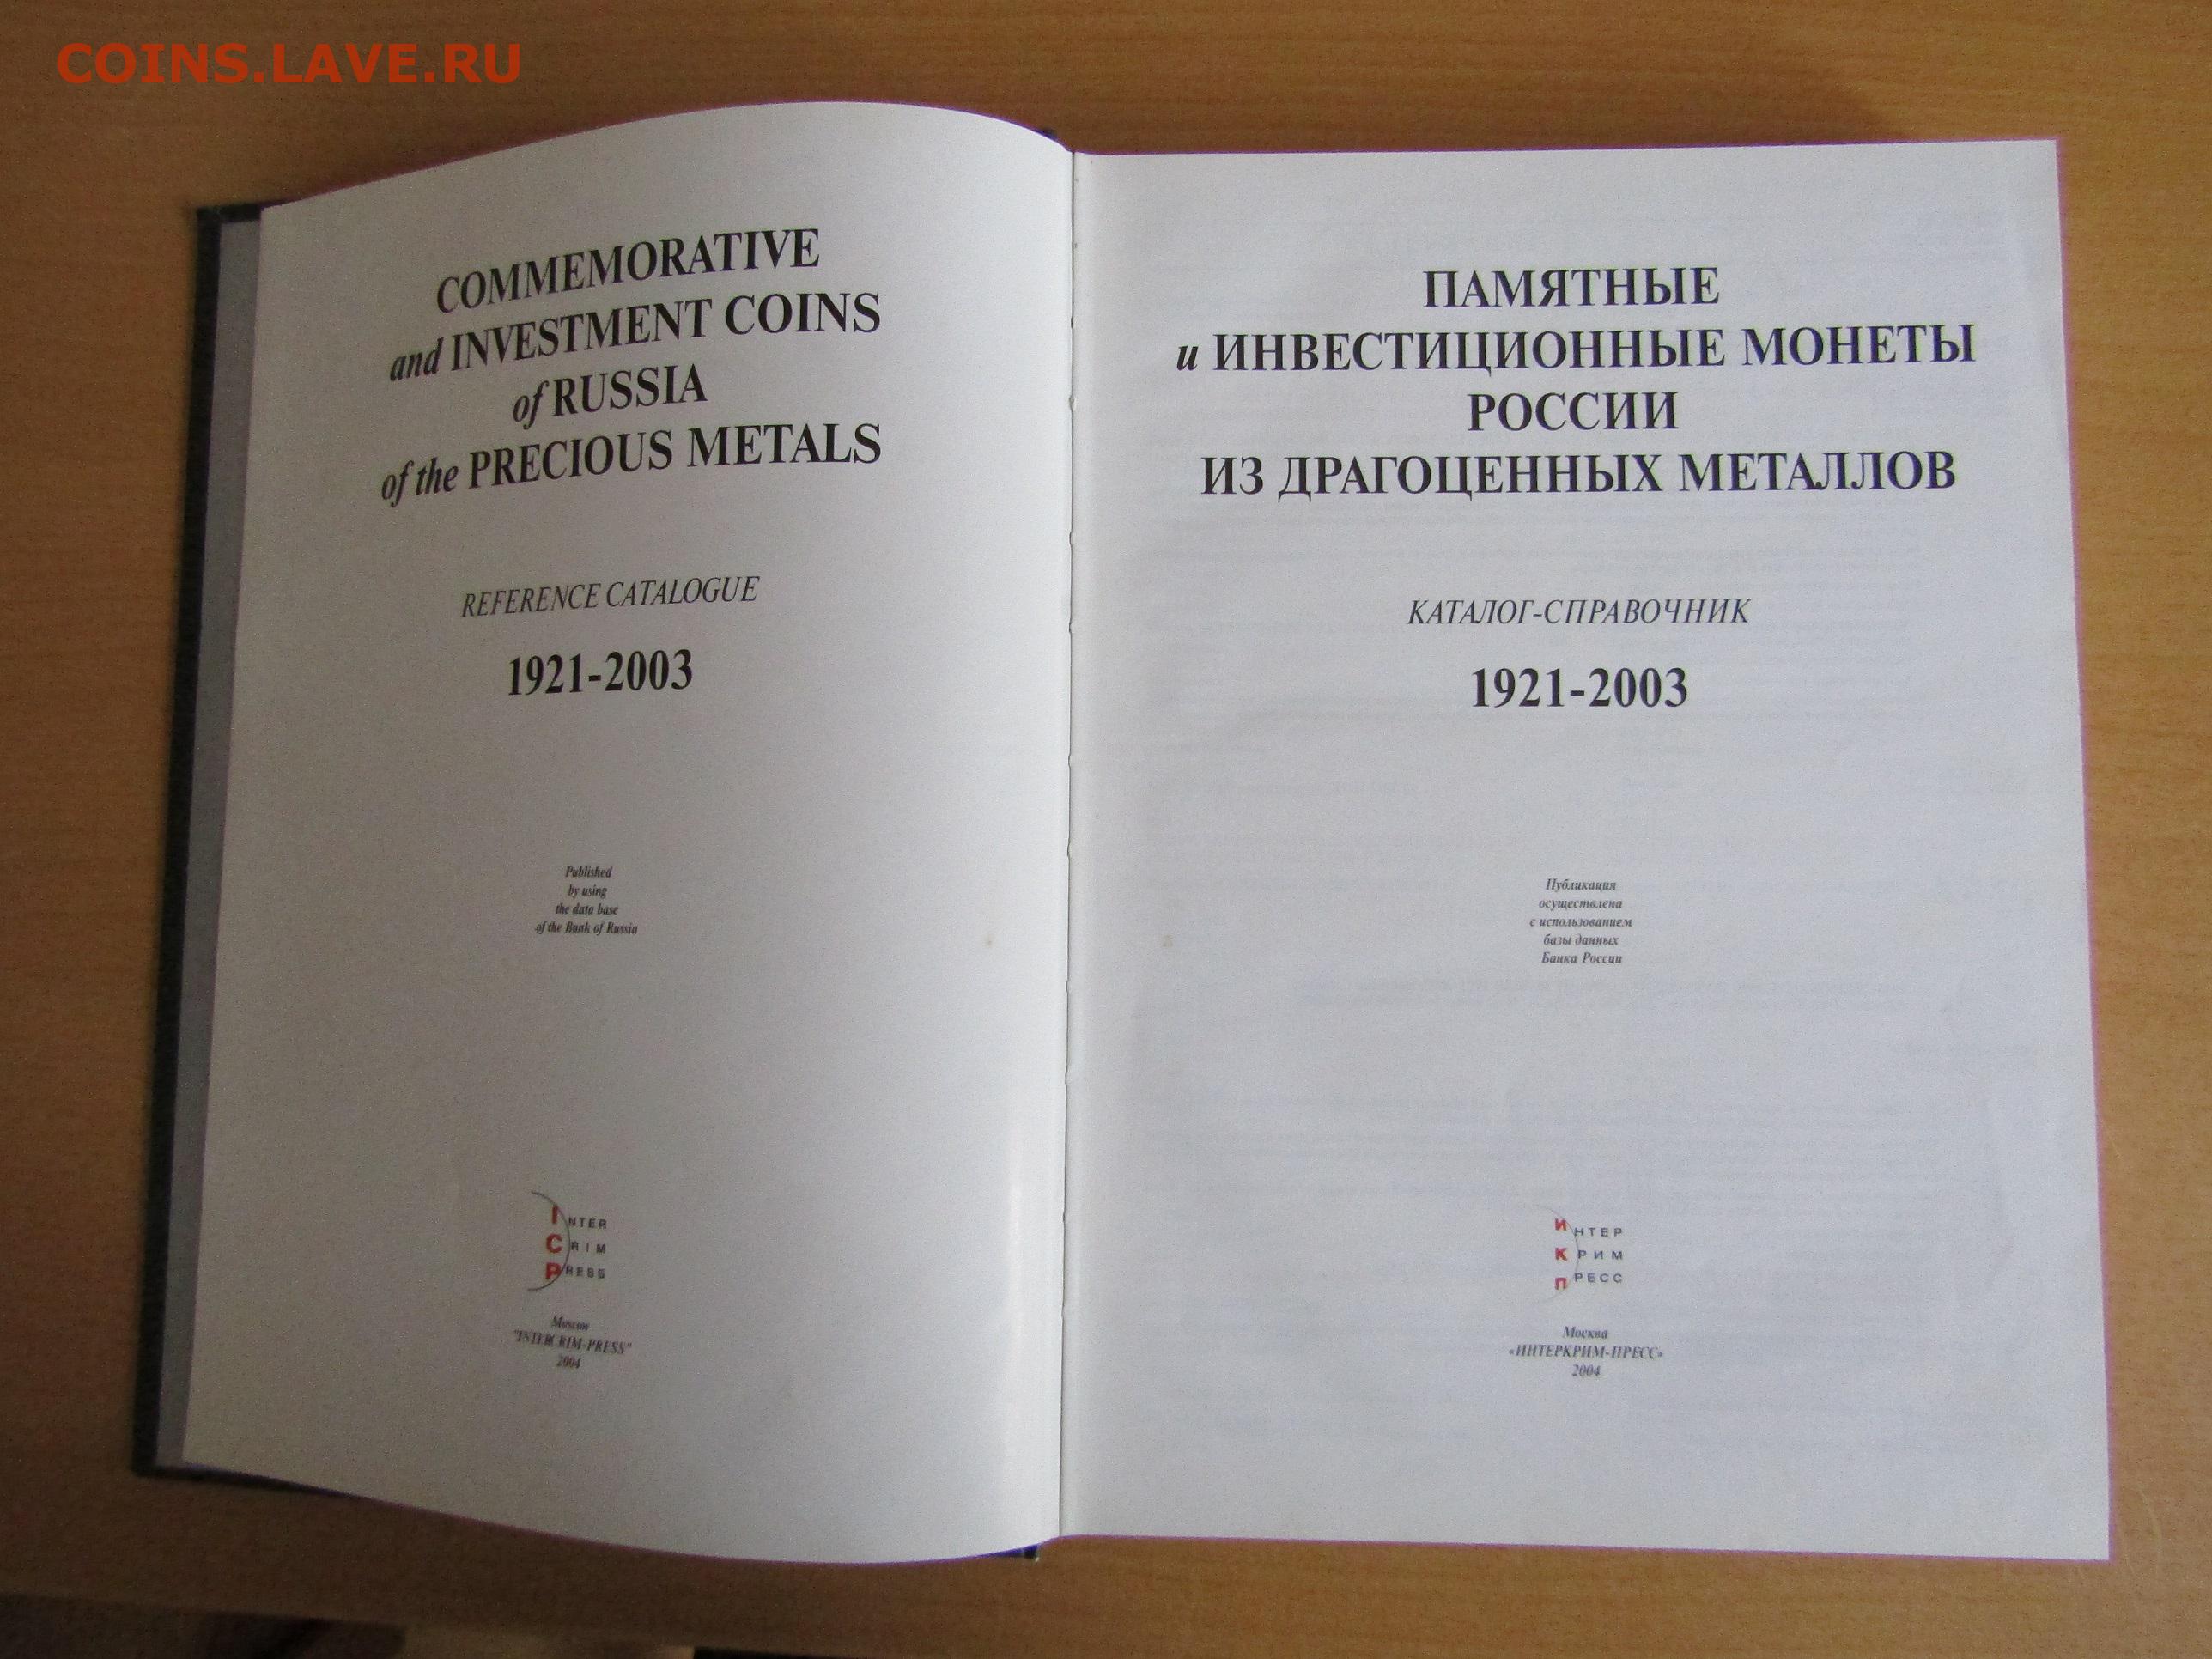 COINS.LAVE.RU
COMMEMORATIVE
and INVESTMENT COINS
of RUSSIA
of the PRECIOUS METALS
REFERENCE CATALOGUE
1921-2003
Published
by using
the data base
of the Bank of Russia
INTER
CRIM
PRESS
Moscow
"INTERCRIM-PRESS"
2004
ПАМЯТНЫЕ
и ИНВЕСТИЦИОННЫЕ МОНЕТЫ
РОССИИ
ИЗ ДРАГОЦЕННЫХ МЕТАЛЛОВ
КАТАЛОГ-СПРАВОЧНИК
1921-2003
Публикация
осуществлена
с использованием
базы данных
Банка России
ИНТЕР
КРИМ
ПРЕСС
Москва
«ИНТЕРКРИМ-ПРЕСС»
2004